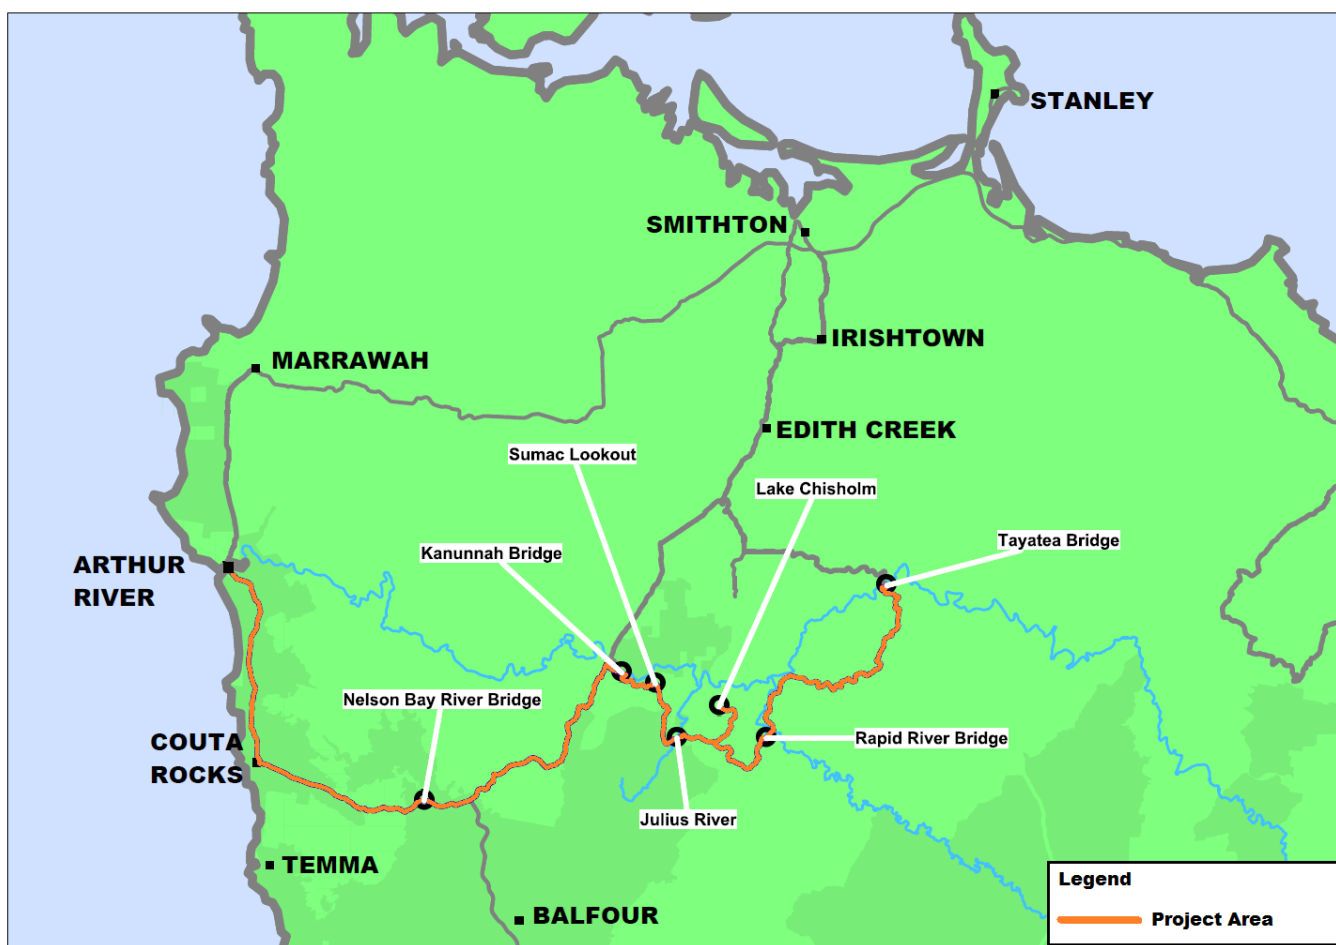 STANLEY
SMITHTON
IRISHTOWN
MARRAWAH
EDITH CREEK
Sumac Lookout
Lake Chisholm
Kanunnah Bridge
Tayatea Bridge
ARTHUR
RIVER
Nelson Bay River Bridge
COUTA
ROCKS
Rapid River Bridge
Julius River
TEMMA
BALFOUR
Legend
Project Area